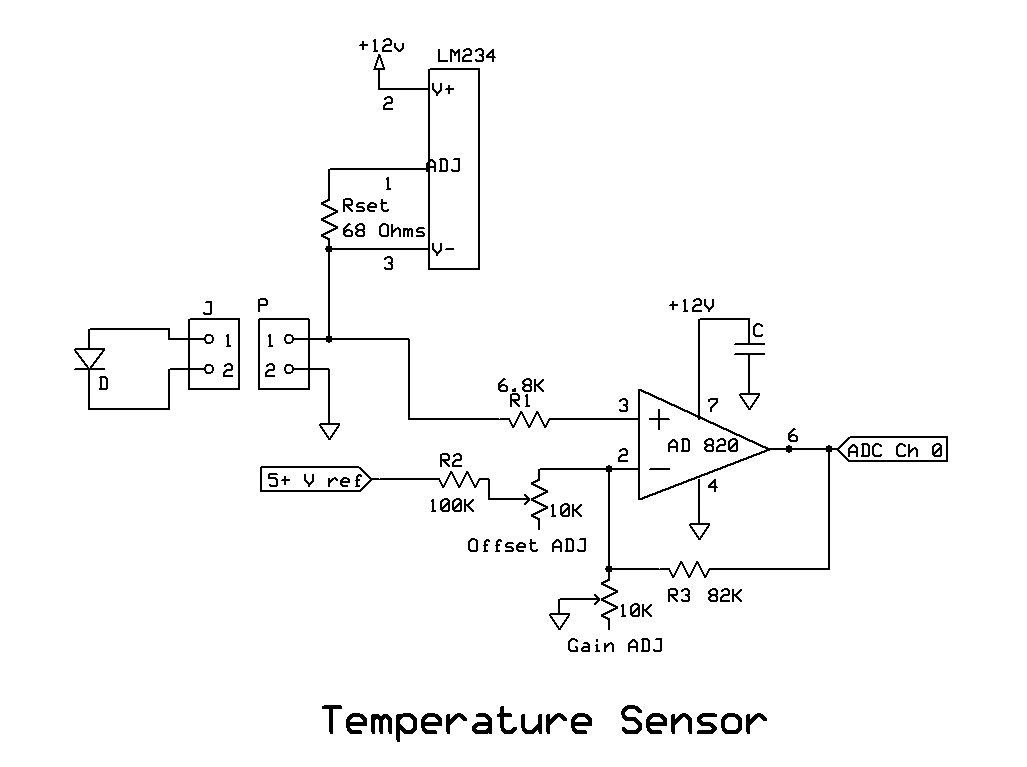 +12v
LM234
V+
2
ADJ
1
Rset
68 Ohms
V-
3
J
P
1
2
1
2
D
+12V
C
6.8K
R1
3
7
AD 820
6
ADC Ch 0
2
4
5+ V ref
R2
100K
10K
Offset ADJ
R3 82K
10K
Gain ADJ
Temperature Sensor